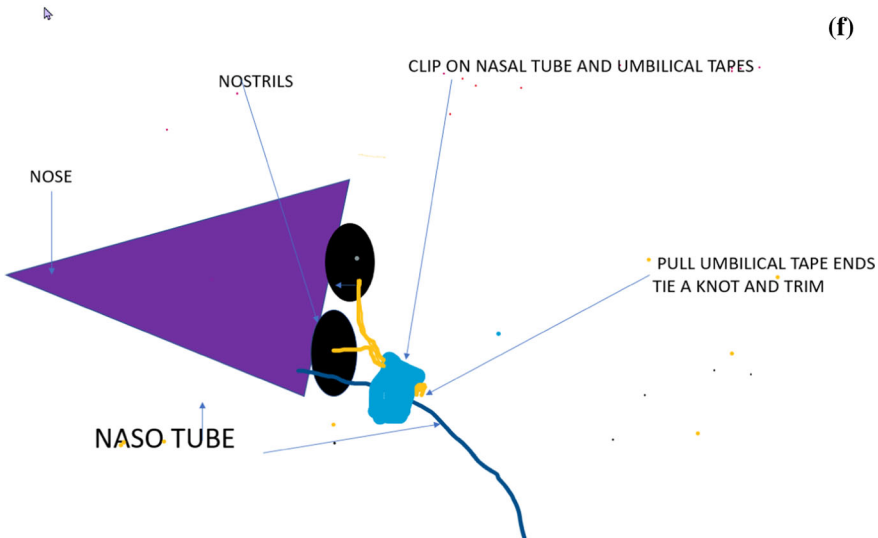 (f)
CLIP ON NASAL TUBE AND UMBILICAL TAPES
NOSTRILS
NOSE
PULL UMBILICAL TAPE ENDS
TIE A KNOT AND TRIM
NASO TUBE